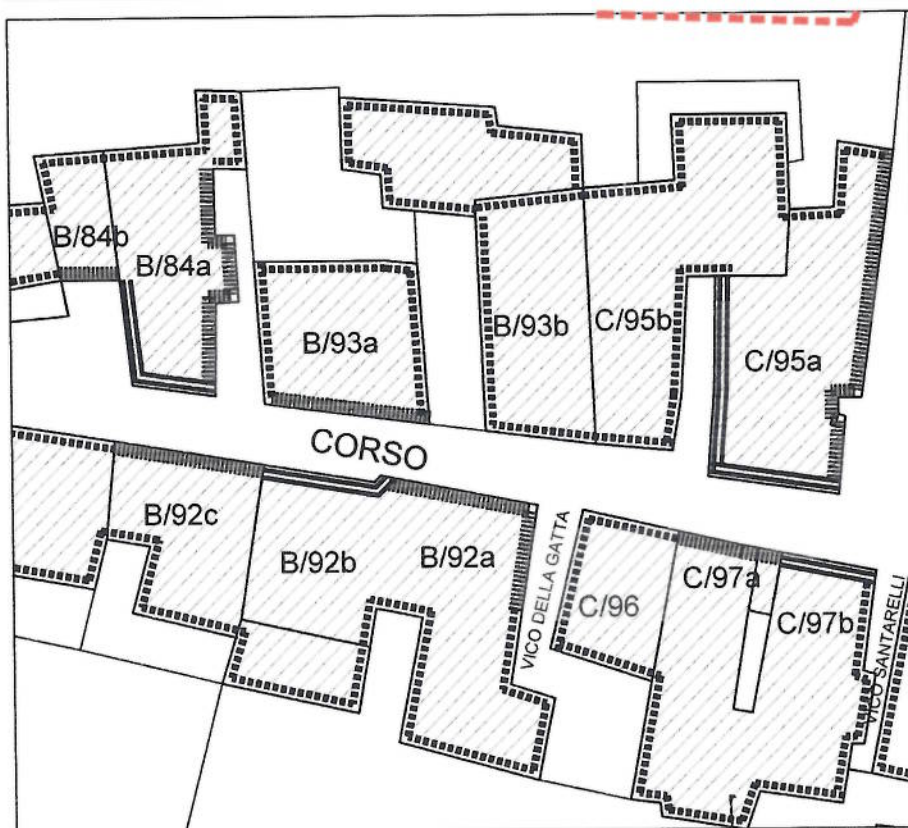 B/84b
B/84a
B/93a
B/93b
C/95b
C/95a
CORSO
B/92c
B/92b
B/92a
VICO DELLA GATTA
C/96
C/97a
C/97b
VICO SANTARELLI